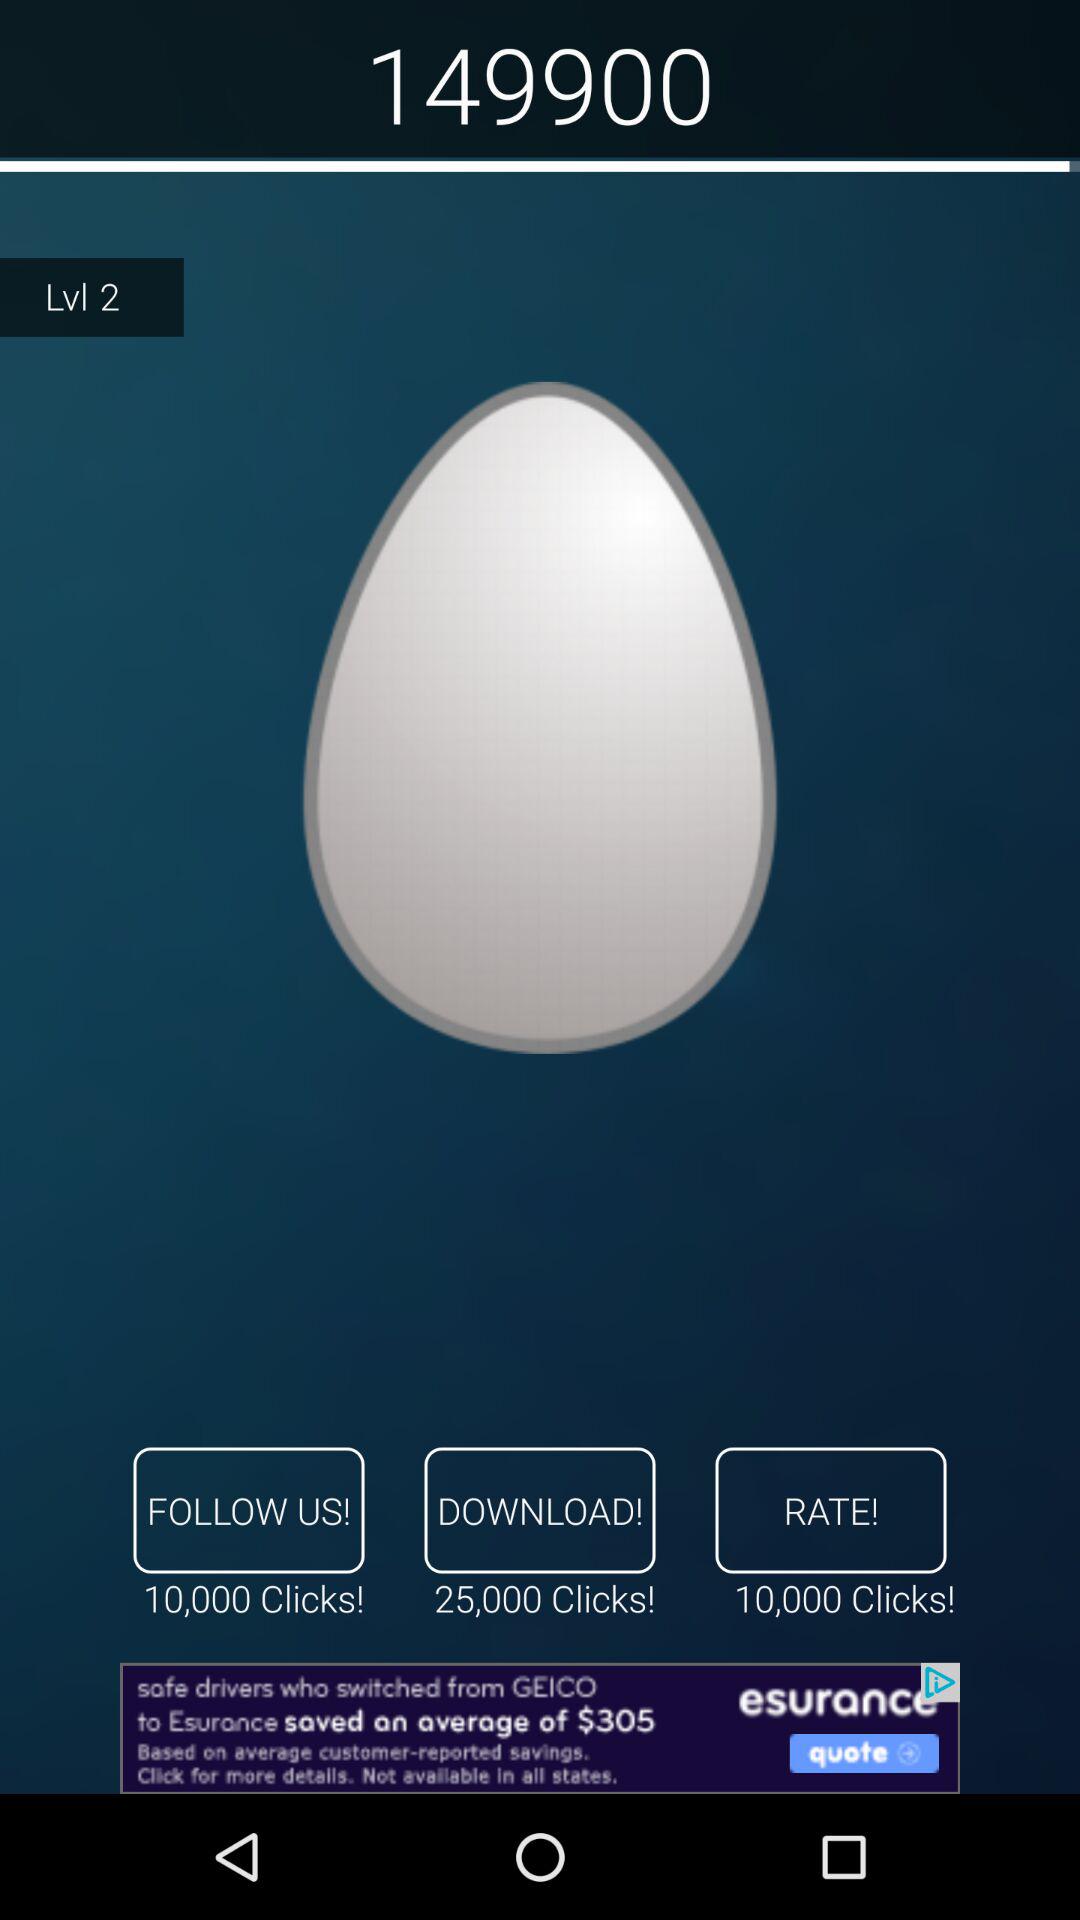 149900
Lvl 2
FOLLOW US!
DOWNLOAD!
RATE!
10,000 Clicks!
25,000 Clicks!
10,000 Clicks!
safe drivers who switched from GEICO
to Esurance saved an average of $305
Based on average customer-reported savings.
Click for more details. Not available in all states.
esurance
quote